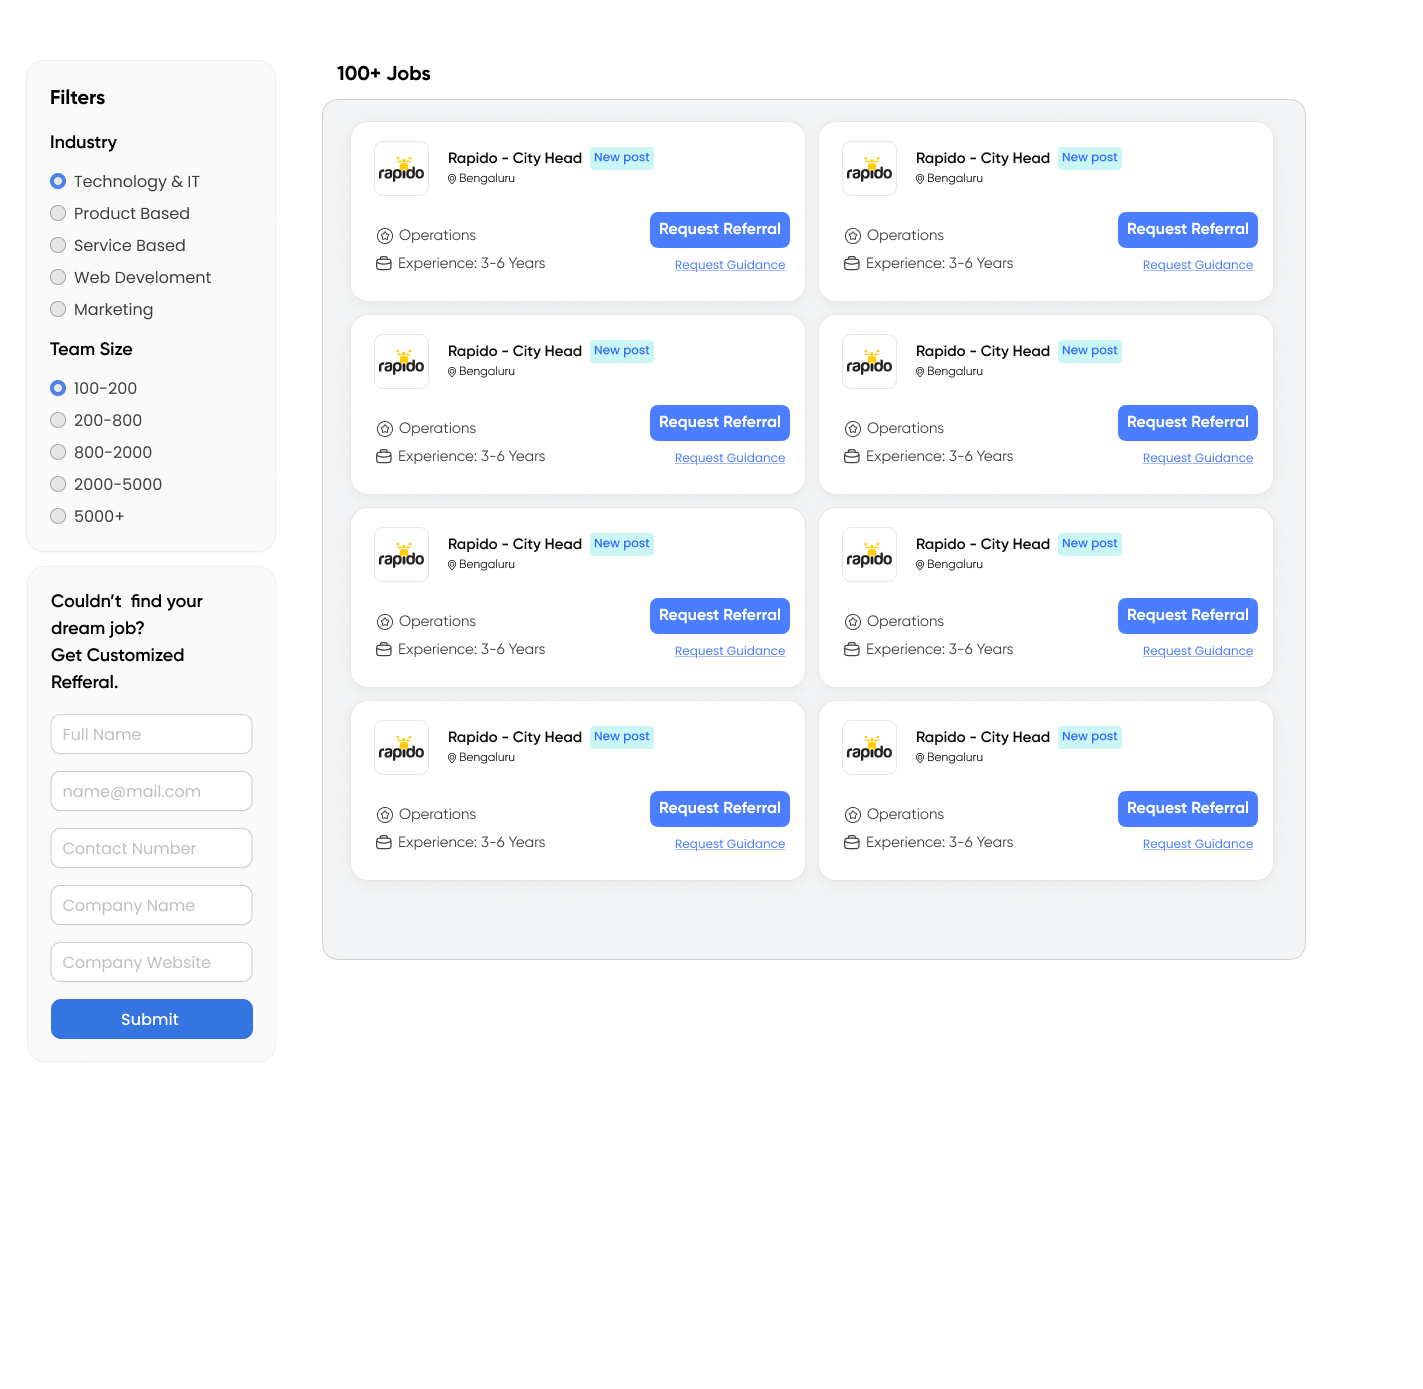 Filters
Industry
Technology & IT
Product Based
Service Based
Web Develoment
Marketing
Team Size
100-200
200-800
800-2000
2000-5000
5000+
Couldn’t  find your
dream job?
Get Customized
Refferal.
Full Name
name@mail.com
Contact Number
Company Name
Company Website
Submit
100+ Jobs
rapido
Rapido - City Head New post
Bengaluru
Operations
Experience: 3-6 Years
Request Referral
Request Guidance
rapido
Rapido - City Head New post
Bengaluru
Operations
Experience: 3-6 Years
Request Referral
Request Guidance
rapido
Rapido - City Head New post
Bengaluru
Operations
Experience: 3-6 Years
Request Referral
Request Guidance
rapido
Rapido - City Head New post
Bengaluru
Operations
Experience: 3-6 Years
Request Referral
Request Guidance
rapido
Rapido - City Head New post
Bengaluru
Operations
Experience: 3-6 Years
Request Referral
Request Guidance
rapido
Rapido - City Head New post
Bengaluru
Operations
Experience: 3-6 Years
Request Referral
Request Guidance
rapido
Rapido - City Head New post
Bengaluru
Operations
Experience: 3-6 Years
Request Referral
Request Guidance
rapido
Rapido - City Head New post
Bengaluru
Operations
Experience: 3-6 Years
Request Referral
Request Guidance